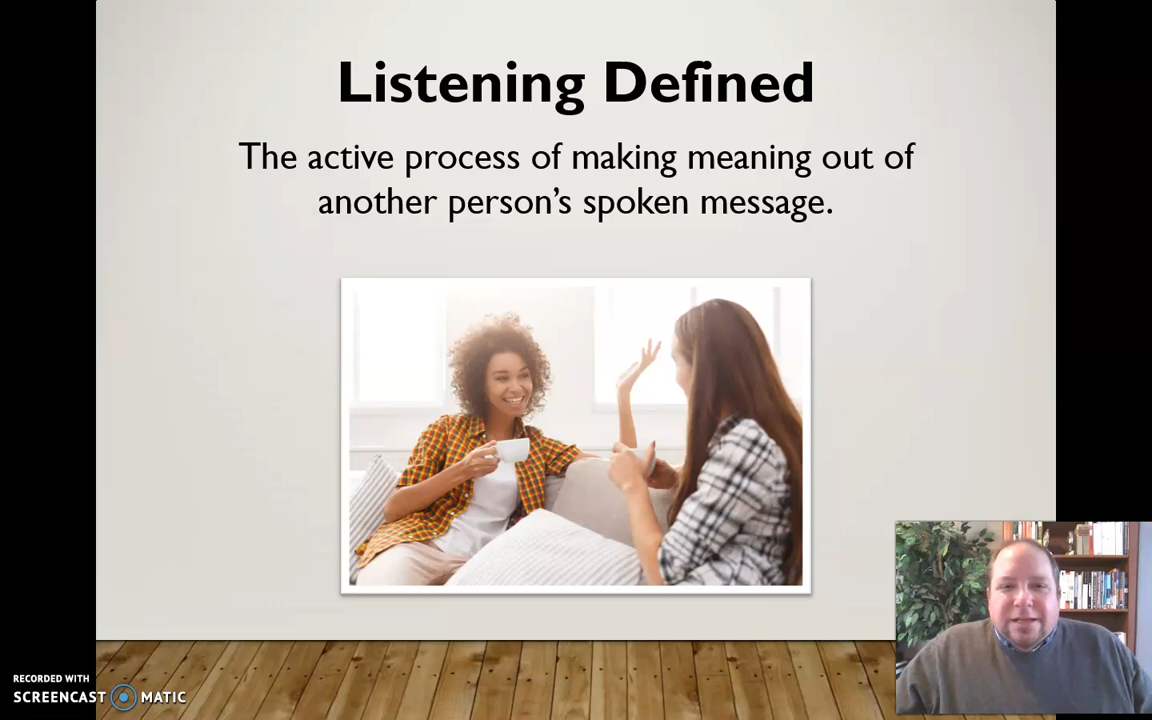 Listening Defined
The active process of making meaning out of
another person’s spoken message.
RECORDED WITH
SCREENCAST MATIC